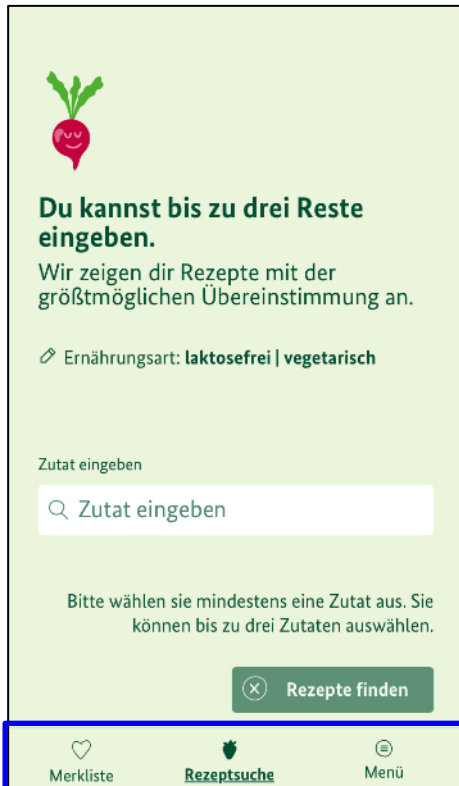 Du kannst bis zu drei Reste
eingeben.
Wir zeigen dir Rezepte mit der
größtmöglichen Übereinstimmung an.
Ernährungsart: laktosefrei | vegetarisch
Zutat eingeben
Zutat eingeben
Bitte wählen sie mindestens eine Zutat aus. Sie
können bis zu drei Zutaten auswählen.
Rezepte finden
Merkliste Rezeptsuche Menü